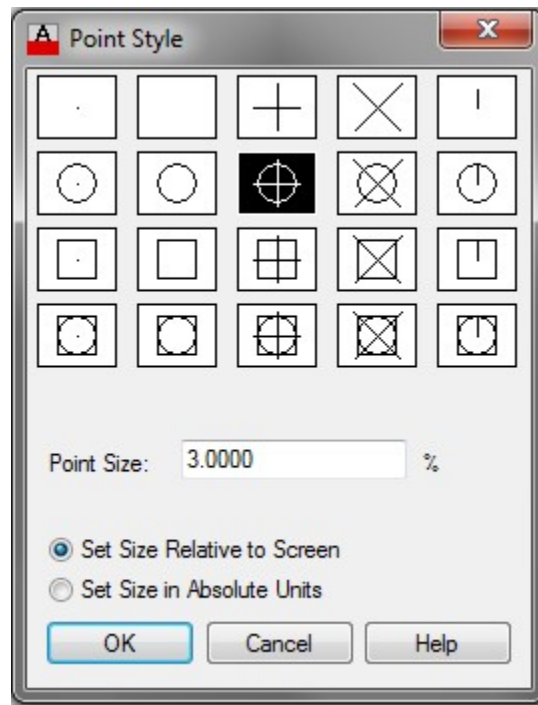 A Point Style
Point Size: 3.0000 %
Set Size Relative to Screen
Set Size in Absolute Units
OK Cancel Help